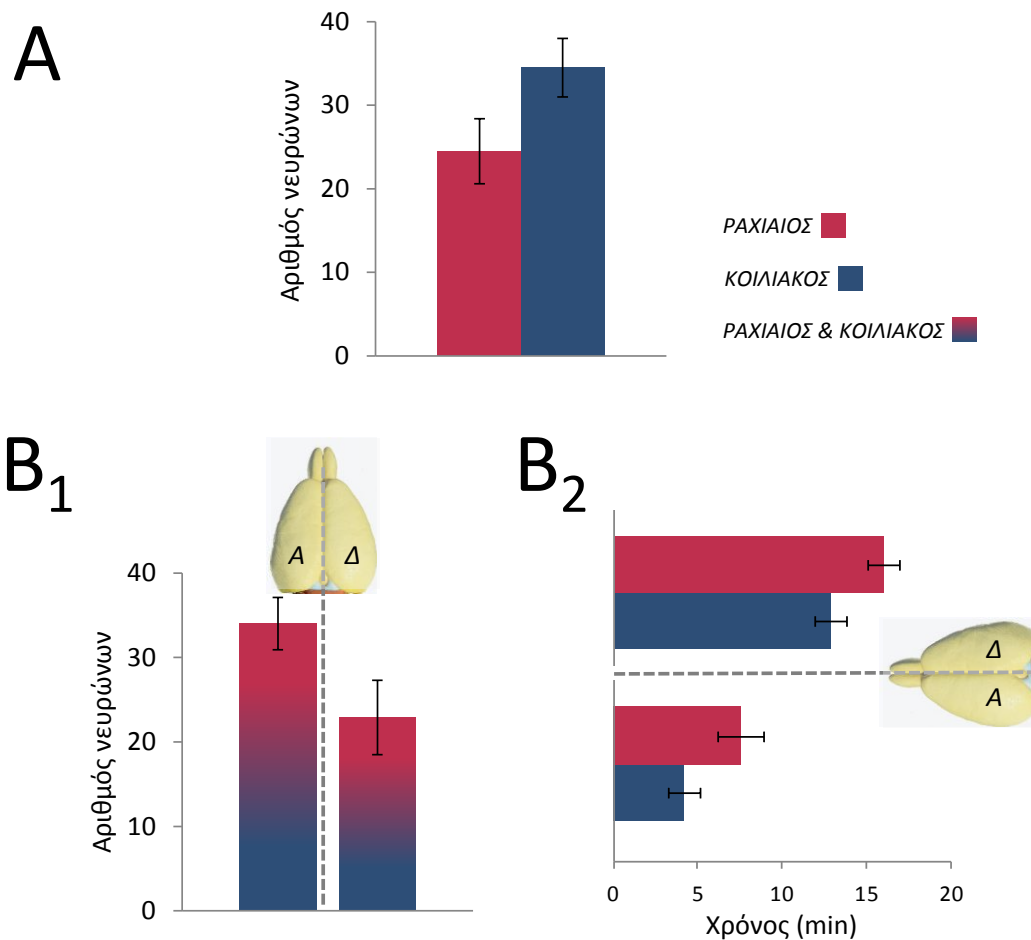 A
40
30
20
10
0
Αριθμός νευρώνων
ΡΑΧΙΑΙΟΣ
ΚΟΙΛΙΑΚΟΣ
ΡΑΧΙΑΙΟΣ & ΚΟΙΛΙΑΚΟΣ
B1
Α Δ
40
30
20
10
0
Αριθμός νευρώνων
B2
Δ
Α
0 5 10 15 20
Χρόνος (min)